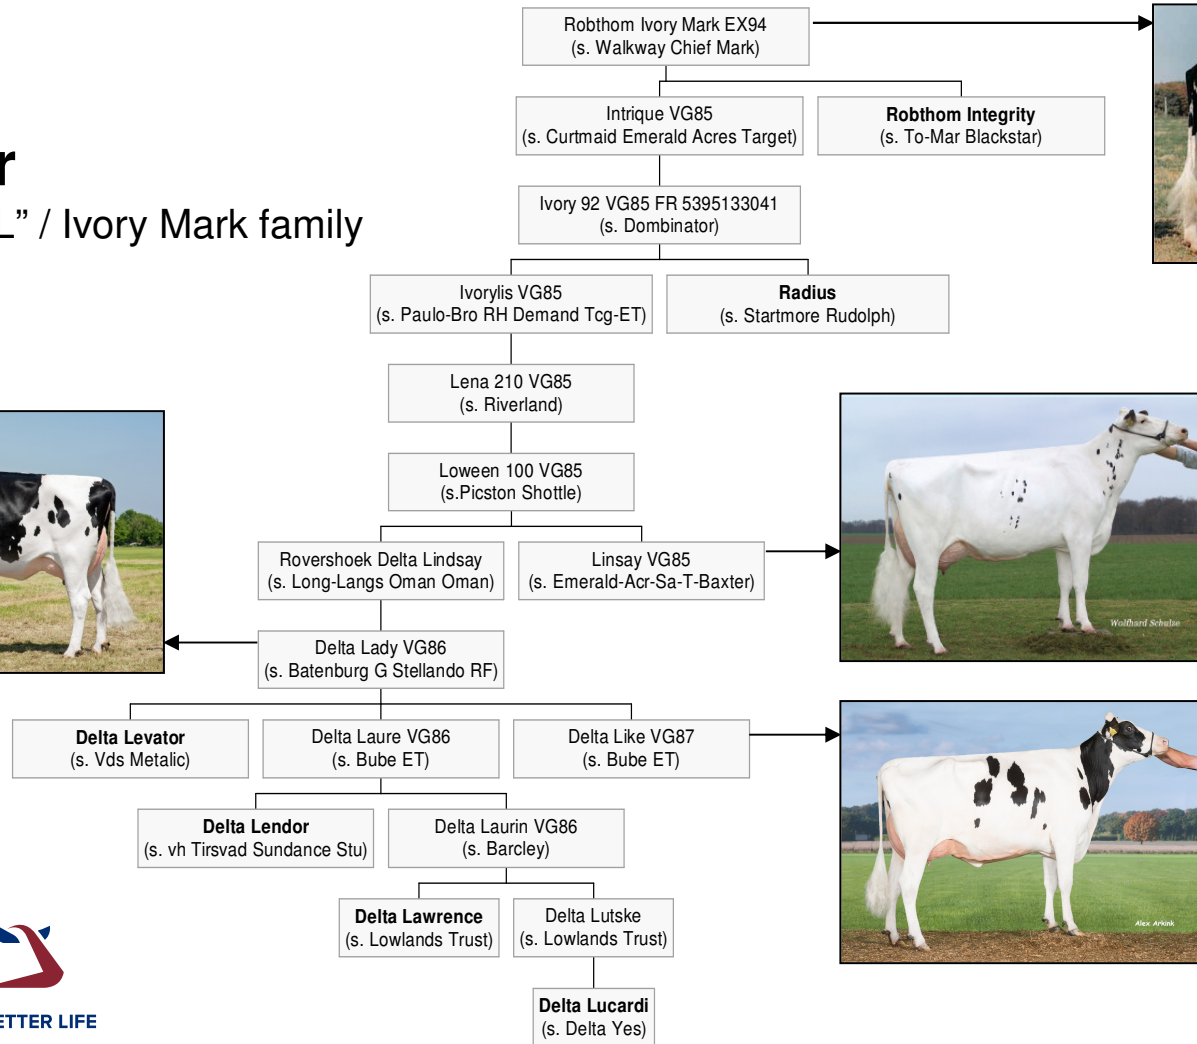 r
L” / Ivory Mark family
Robthom Ivory Mark EX94
(s. Walkway Chief Mark)
Intrique VG85
(s. Curtmaid Emerald Acres Target)
Robthom Integrity
(s. To-Mar Blackstar)
Ivory 92 VG85 FR 5395133041
(s. Dombinator)
Ivorylis VG85
(s. Paulo-Bro RH Demand Tcg-ET)
Radius
(s. Startmore Rudolph)
Lena 210 VG85
(s. Riverland)
Loween 100 VG85
(s.Picston Shottle)
Rovershoek Delta Lindsay
(s. Long-Langs Oman Oman)
Linsay VG85
(s. Emerald-Acr-Sa-T-Baxter)
Wolfhard Schulze
Delta Lady VG86
(s. Batenburg G Stellando RF)
Delta Levator
(s. Vds Metalic)
Delta Laure VG86
(s. Bube ET)
Delta Like VG87
(s. Bube ET)
Delta Lendor
(s. vh Tirsvad Sundance Stu)
Delta Laurin VG86
(s. Barcley)
Delta Lawrence
(s. Lowlands Trust)
Delta Lutske
(s. Lowlands Trust)
Alex Arkink
Delta Lucardi
(s. Delta Yes)
ETTER LIFE